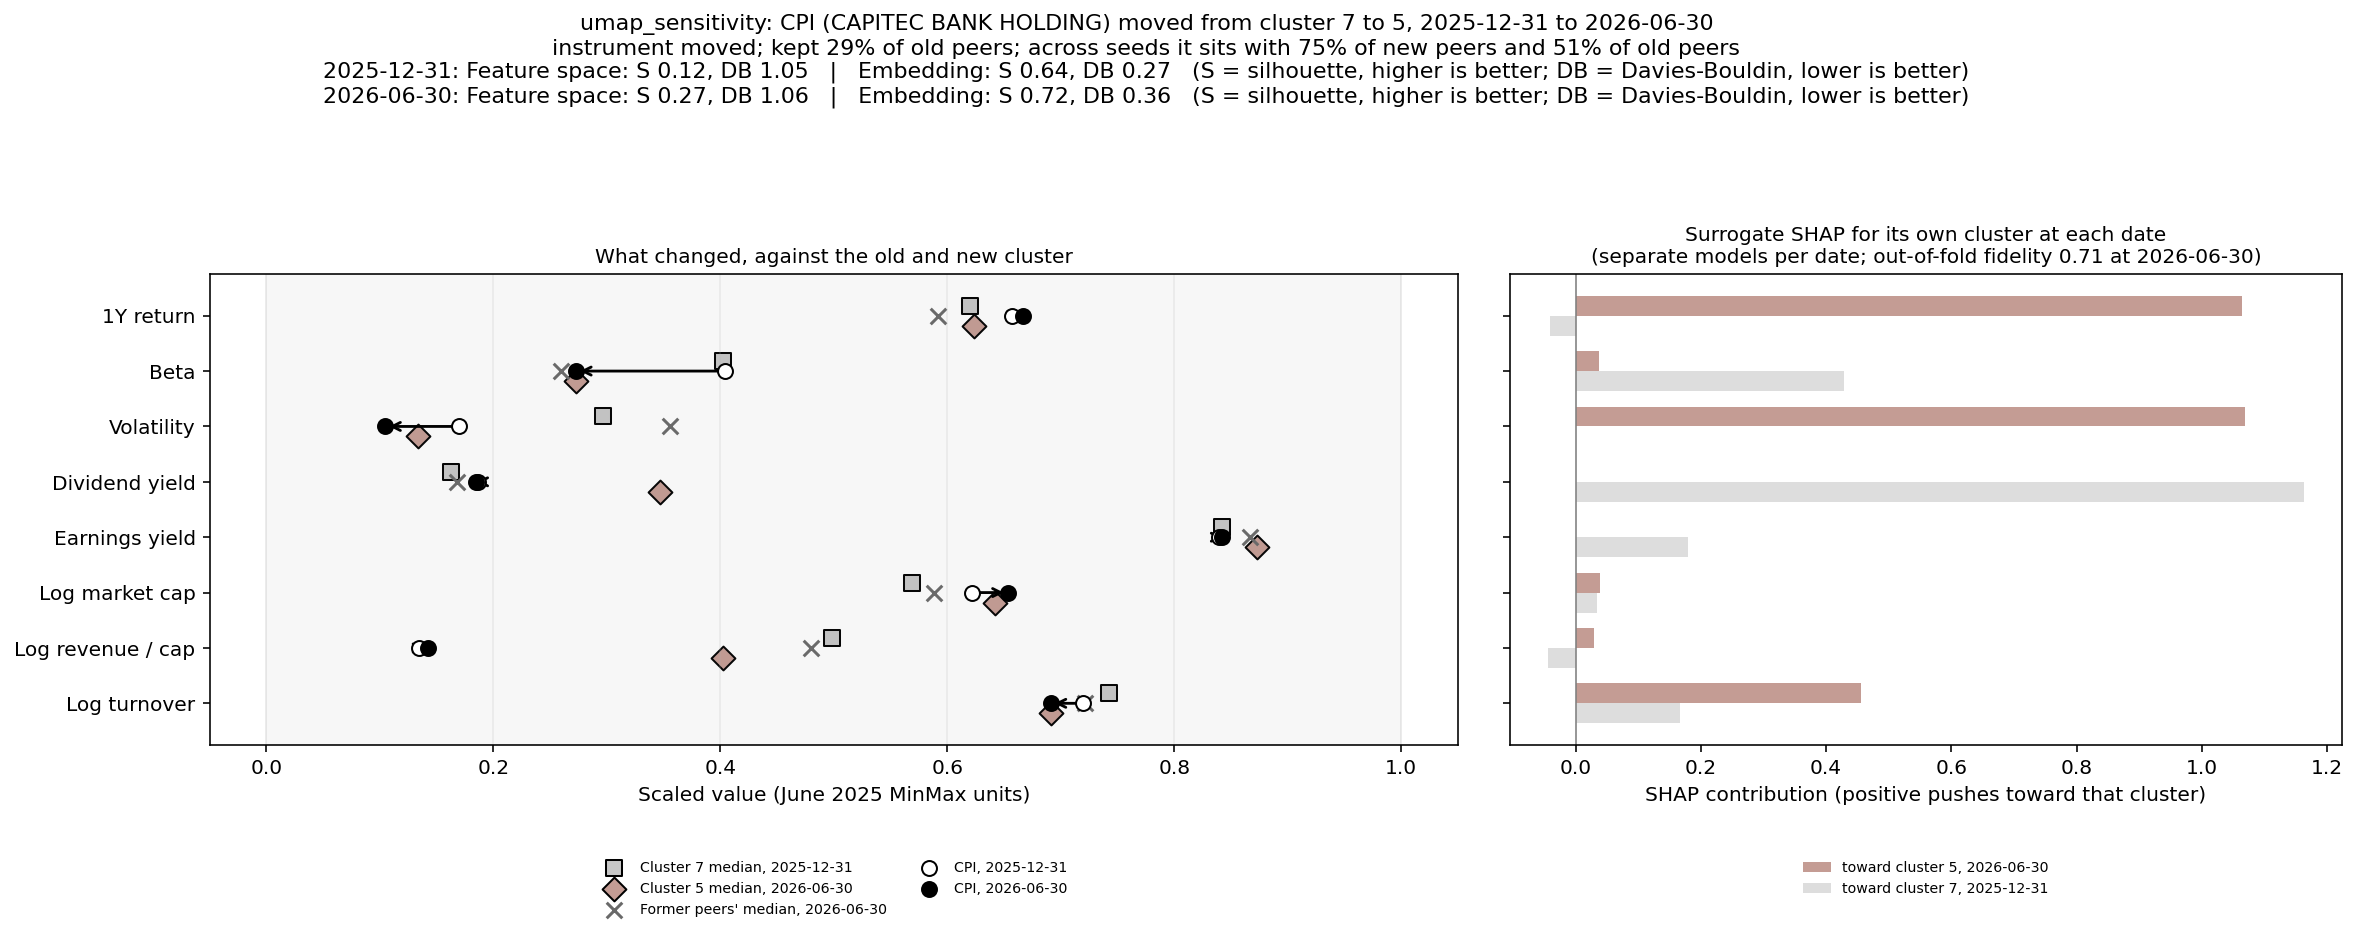 umap_sensitivity: CPI (CAPITEC BANK HOLDING) moved from cluster 7 to 5, 2025-12-31 to 2026-06-30
instrument moved; kept 29% of old peers; across seeds it sits with 75% of new peers and 51% of old peers
2025-12-31: Feature space: S 0.12, DB 1.05 | Embedding: S 0.64, DB 0.27 (S = silhouette, higher is better; DB = Davies-Bouldin, lower is better)
2026-06-30: Feature space: S 0.27, DB 1.06 | Embedding: S 0.72, DB 0.36 (S = silhouette, higher is better; DB = Davies-Bouldin, lower is better)
What changed, against the old and new cluster
1Y return
Beta
Volatility
Dividend yield
Earnings yield
Log market cap
Log revenue / cap
Log turnover
0.0 0.2 0.4 0.6 0.8 1.0
Scaled value (June 2025 MinMax units)
Cluster 7 median, 2025-12-31
Cluster 5 median, 2026-06-30
Former peers' median, 2026-06-30
CPI, 2025-12-31
CPI, 2026-06-30
Surrogate SHAP for its own cluster at each date
(separate models per date; out-of-fold fidelity 0.71 at 2026-06-30)
0.0 0.2 0.4 0.6 0.8 1.0 1.2
SHAP contribution (positive pushes toward that cluster)
toward cluster 5, 2026-06-30
toward cluster 7, 2025-12-31